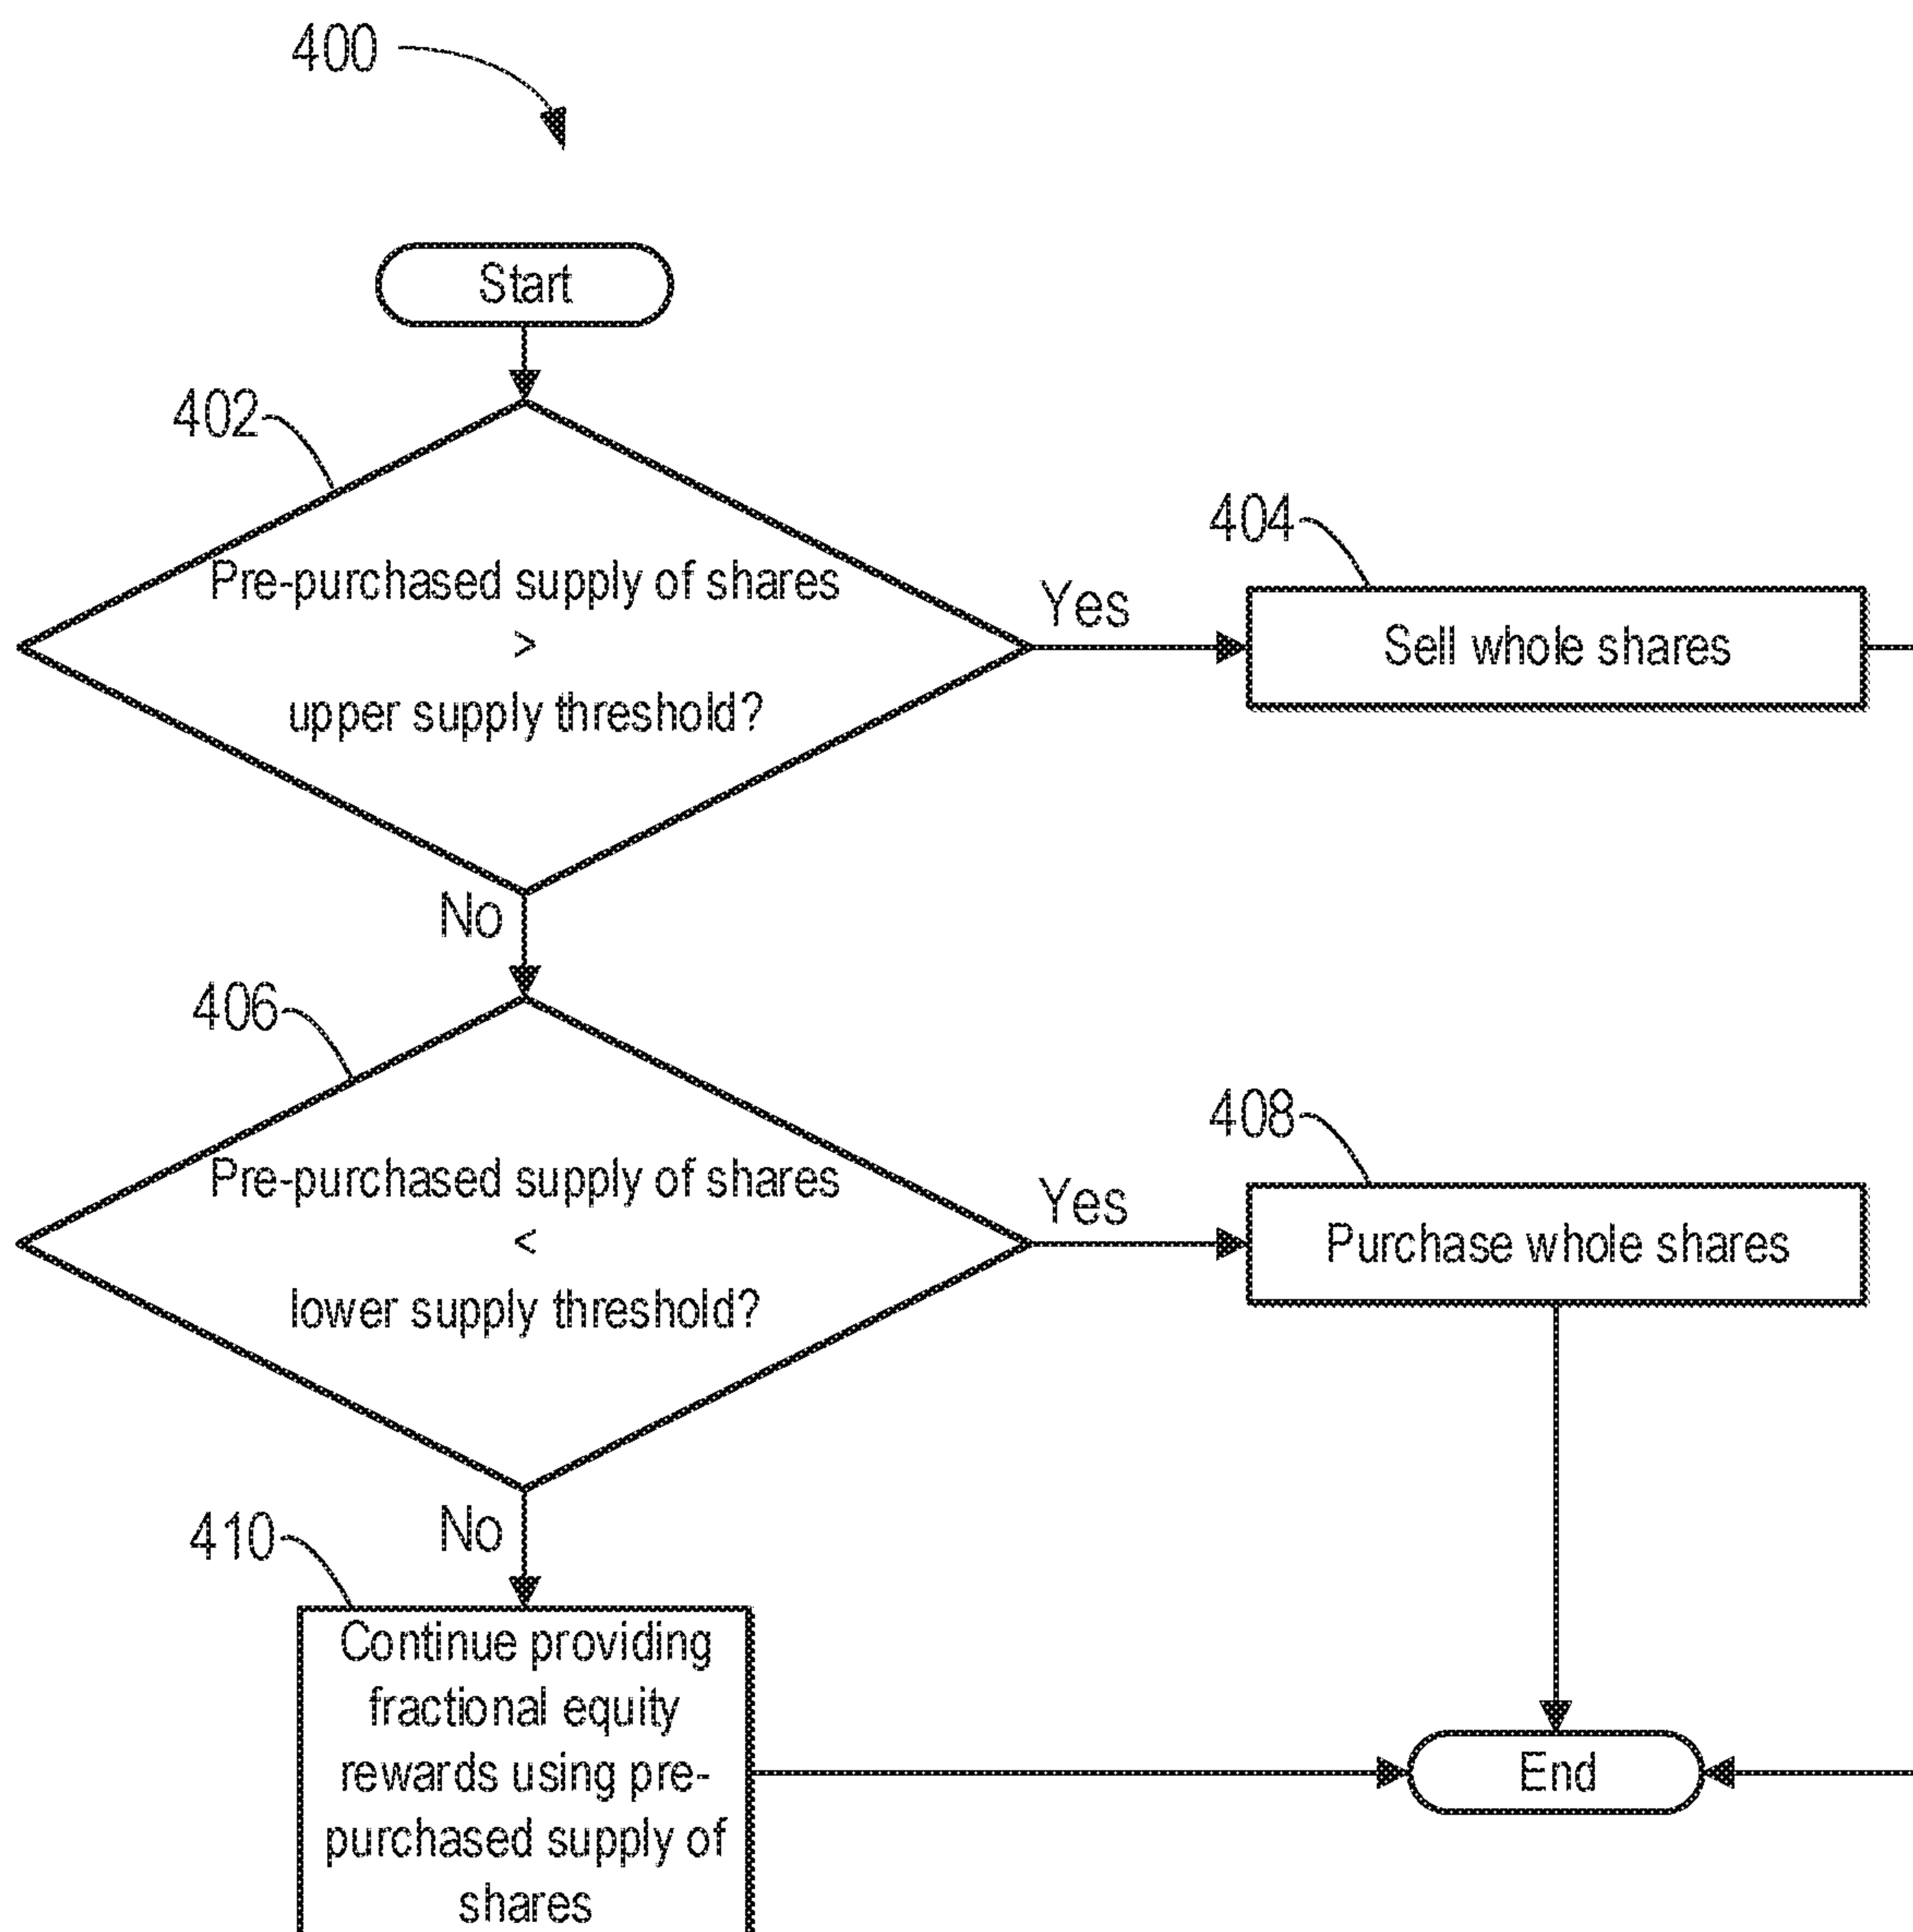 400
Start
402
Pre-purchased supply of shares
>
upper supply threshold?
Yes
404
Sell whole shares
No
406
Pre-purchased supply of shares
<
lower supply threshold?
Yes
408
Purchase whole shares
No
410
Continue providing
fractional equity
rewards using pre-
purchased supply of
shares
End